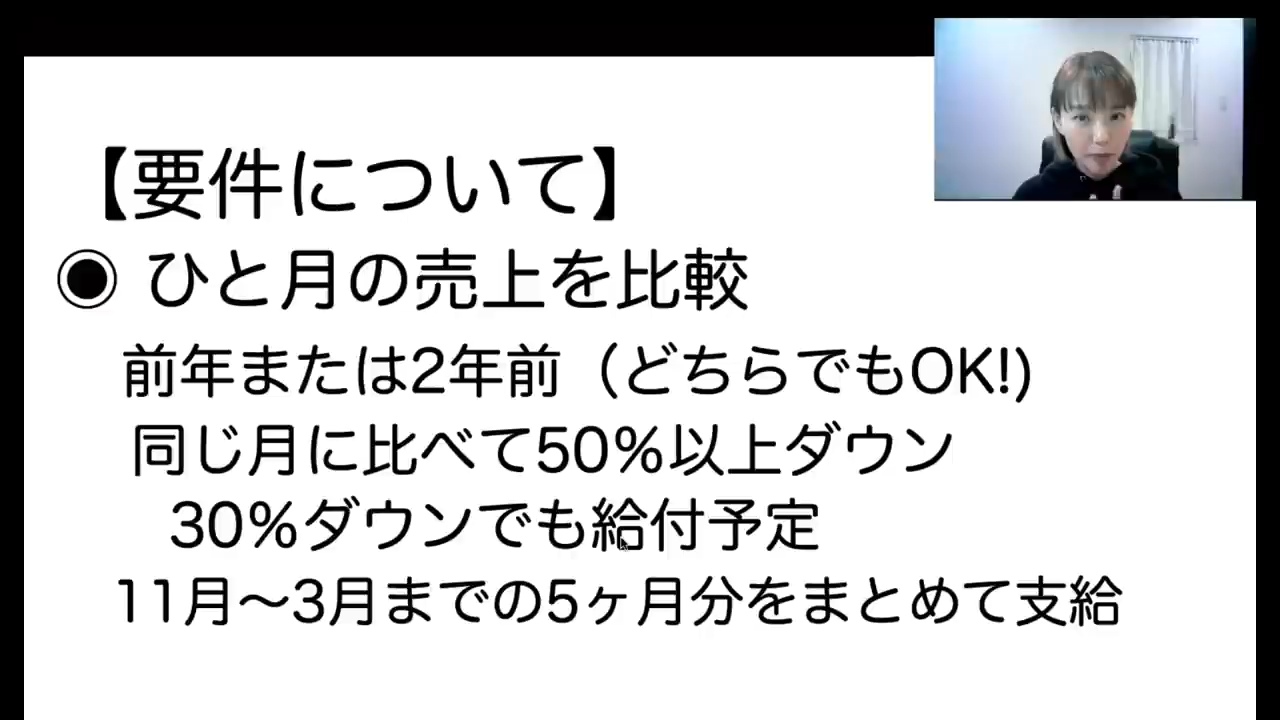 【要件について】
◉ ひと月の売上を比較
前年または2年前（どちらでもOK!)
同じ月に比べて50%以上ダウン
30%ダウンでも給付予定
11月〜3月までの5ヶ月分をまとめて支給